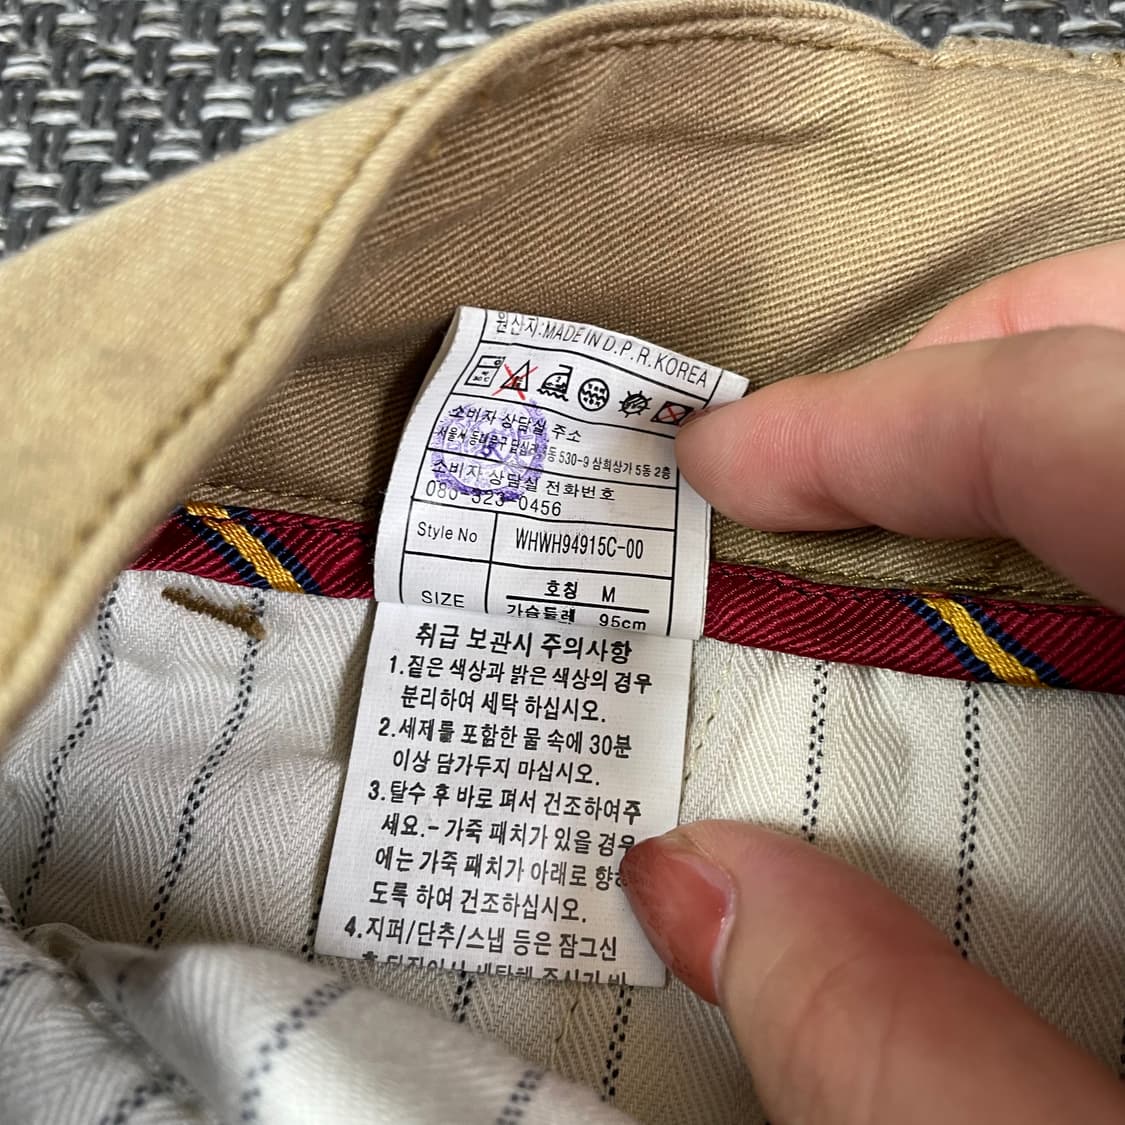 원산지:MADE IN D.P.R.KOREA
소비자 상담실 주소
서울시 동대문구 답십리 동 530-9 삼희상가 5동 2층
소비자 상담실 전화번호
080-323-0456
Style No WHWH94915C-00
호칭 M
SIZE
가슴둘레 95cm
취급 보관시 주의사항
1.짙은 색상과 밝은 색상의 경우
분리하여 세탁 하십시오.
2.세제를 포함한 물 속에 30분
이상 담가두지 마십시오.
3.탈수 후 바로 펴서 건조하여주
세요.- 가죽 패치가 있을 경우
에는 가죽 패치가 아래로 향하
도록 하여 건조하십시오.
4.지퍼/단추/스냅 등은 잠그신